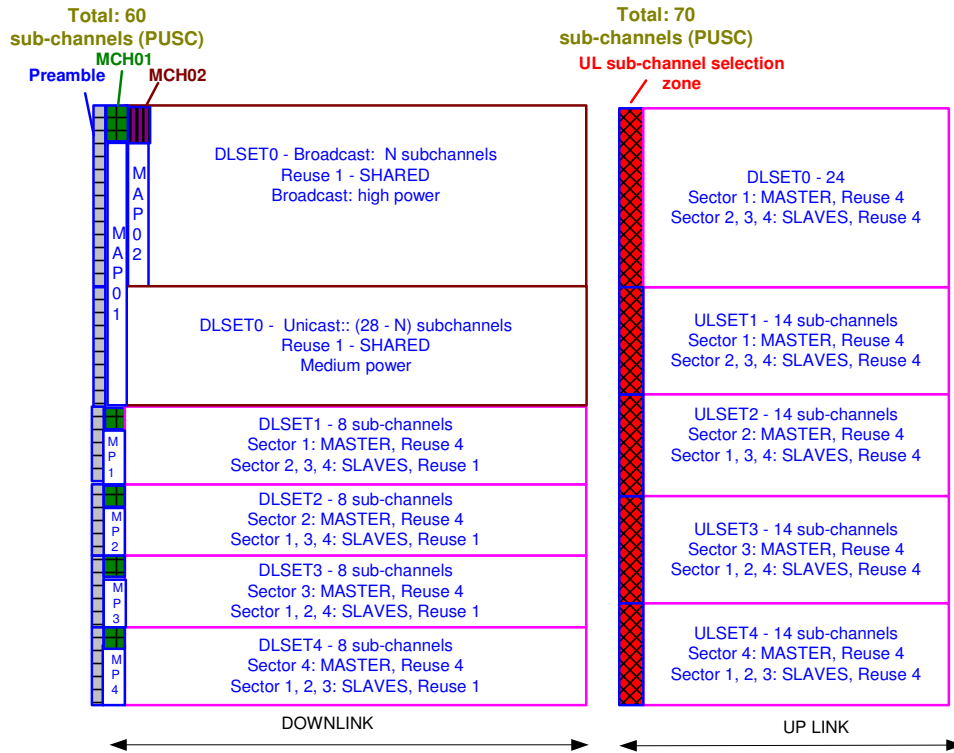 Total: 60
sub-channels (PUSC)
MCH01
Preamble
MCH02
MAP01
MAP02
DLSET0 - Broadcast: N subchannels
Reuse 1 - SHARED
Broadcast: high power
DLSET0 - Unicast:: (28 - N) subchannels
Reuse 1 - SHARED
Medium power
MP1
DLSET1 - 8 sub-channels
Sector 1: MASTER, Reuse 4
Sector 2, 3, 4: SLAVES, Reuse 1
MP2
DLSET2 - 8 sub-channels
Sector 2: MASTER, Reuse 4
Sector 1, 3, 4: SLAVES, Reuse 1
MP3
DLSET3 - 8 sub-channels
Sector 3: MASTER, Reuse 4
Sector 1, 2, 4: SLAVES, Reuse 1
MP4
DLSET4 - 8 sub-channels
Sector 4: MASTER, Reuse 4
Sector 1, 2, 3: SLAVES, Reuse 1
DOWNLINK
Total: 70
sub-channels (PUSC)
UL sub-channel selection
zone
DLSET0 - 24
Sector 1: MASTER, Reuse 4
Sector 2, 3, 4: SLAVES, Reuse 4
ULSET1 - 14 sub-channels
Sector 1: MASTER, Reuse 4
Sector 2, 3, 4: SLAVES, Reuse 4
ULSET2 - 14 sub-channels
Sector 2: MASTER, Reuse 4
Sector 1, 3, 4: SLAVES, Reuse 4
ULSET3 - 14 sub-channels
Sector 3: MASTER, Reuse 4
Sector 1, 2, 4: SLAVES, Reuse 4
ULSET4 - 14 sub-channels
Sector 4: MASTER, Reuse 4
Sector 1, 2, 3: SLAVES, Reuse 4
UP LINK